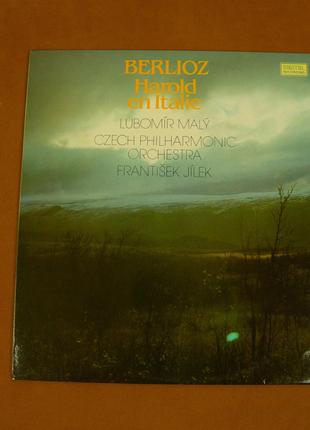 BERLIOZ
Harold
en Italie
LUBOMÍR MALÝ
CZECH PHILHARMONIC
ORCHESTRA
FRANTIŠEK JÍLEK